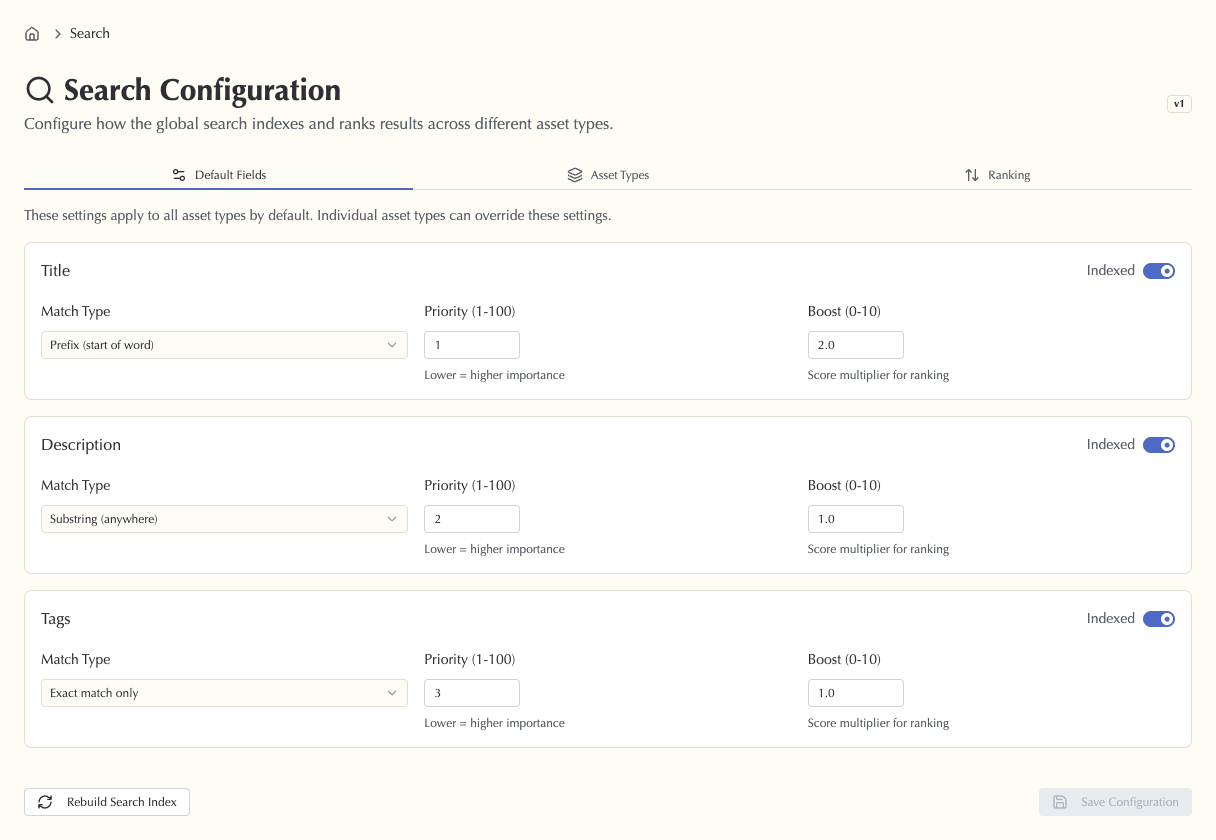 Search
Search Configuration
v1
Configure how the global search indexes and ranks results across different asset types.
Default Fields
Asset Types
Ranking
These settings apply to all asset types by default. Individual asset types can override these settings.
Title
Indexed
Match Type
Priority (1-100)
Boost (0-10)
Prefix (start of word)
1
2.0
Lower = higher importance
Score multiplier for ranking
Description
Indexed
Match Type
Priority (1-100)
Boost (0-10)
Substring (anywhere)
2
1.0
Lower = higher importance
Score multiplier for ranking
Tags
Indexed
Match Type
Priority (1-100)
Boost (0-10)
Exact match only
3
1.0
Lower = higher importance
Score multiplier for ranking
Rebuild Search Index
Save Configuration